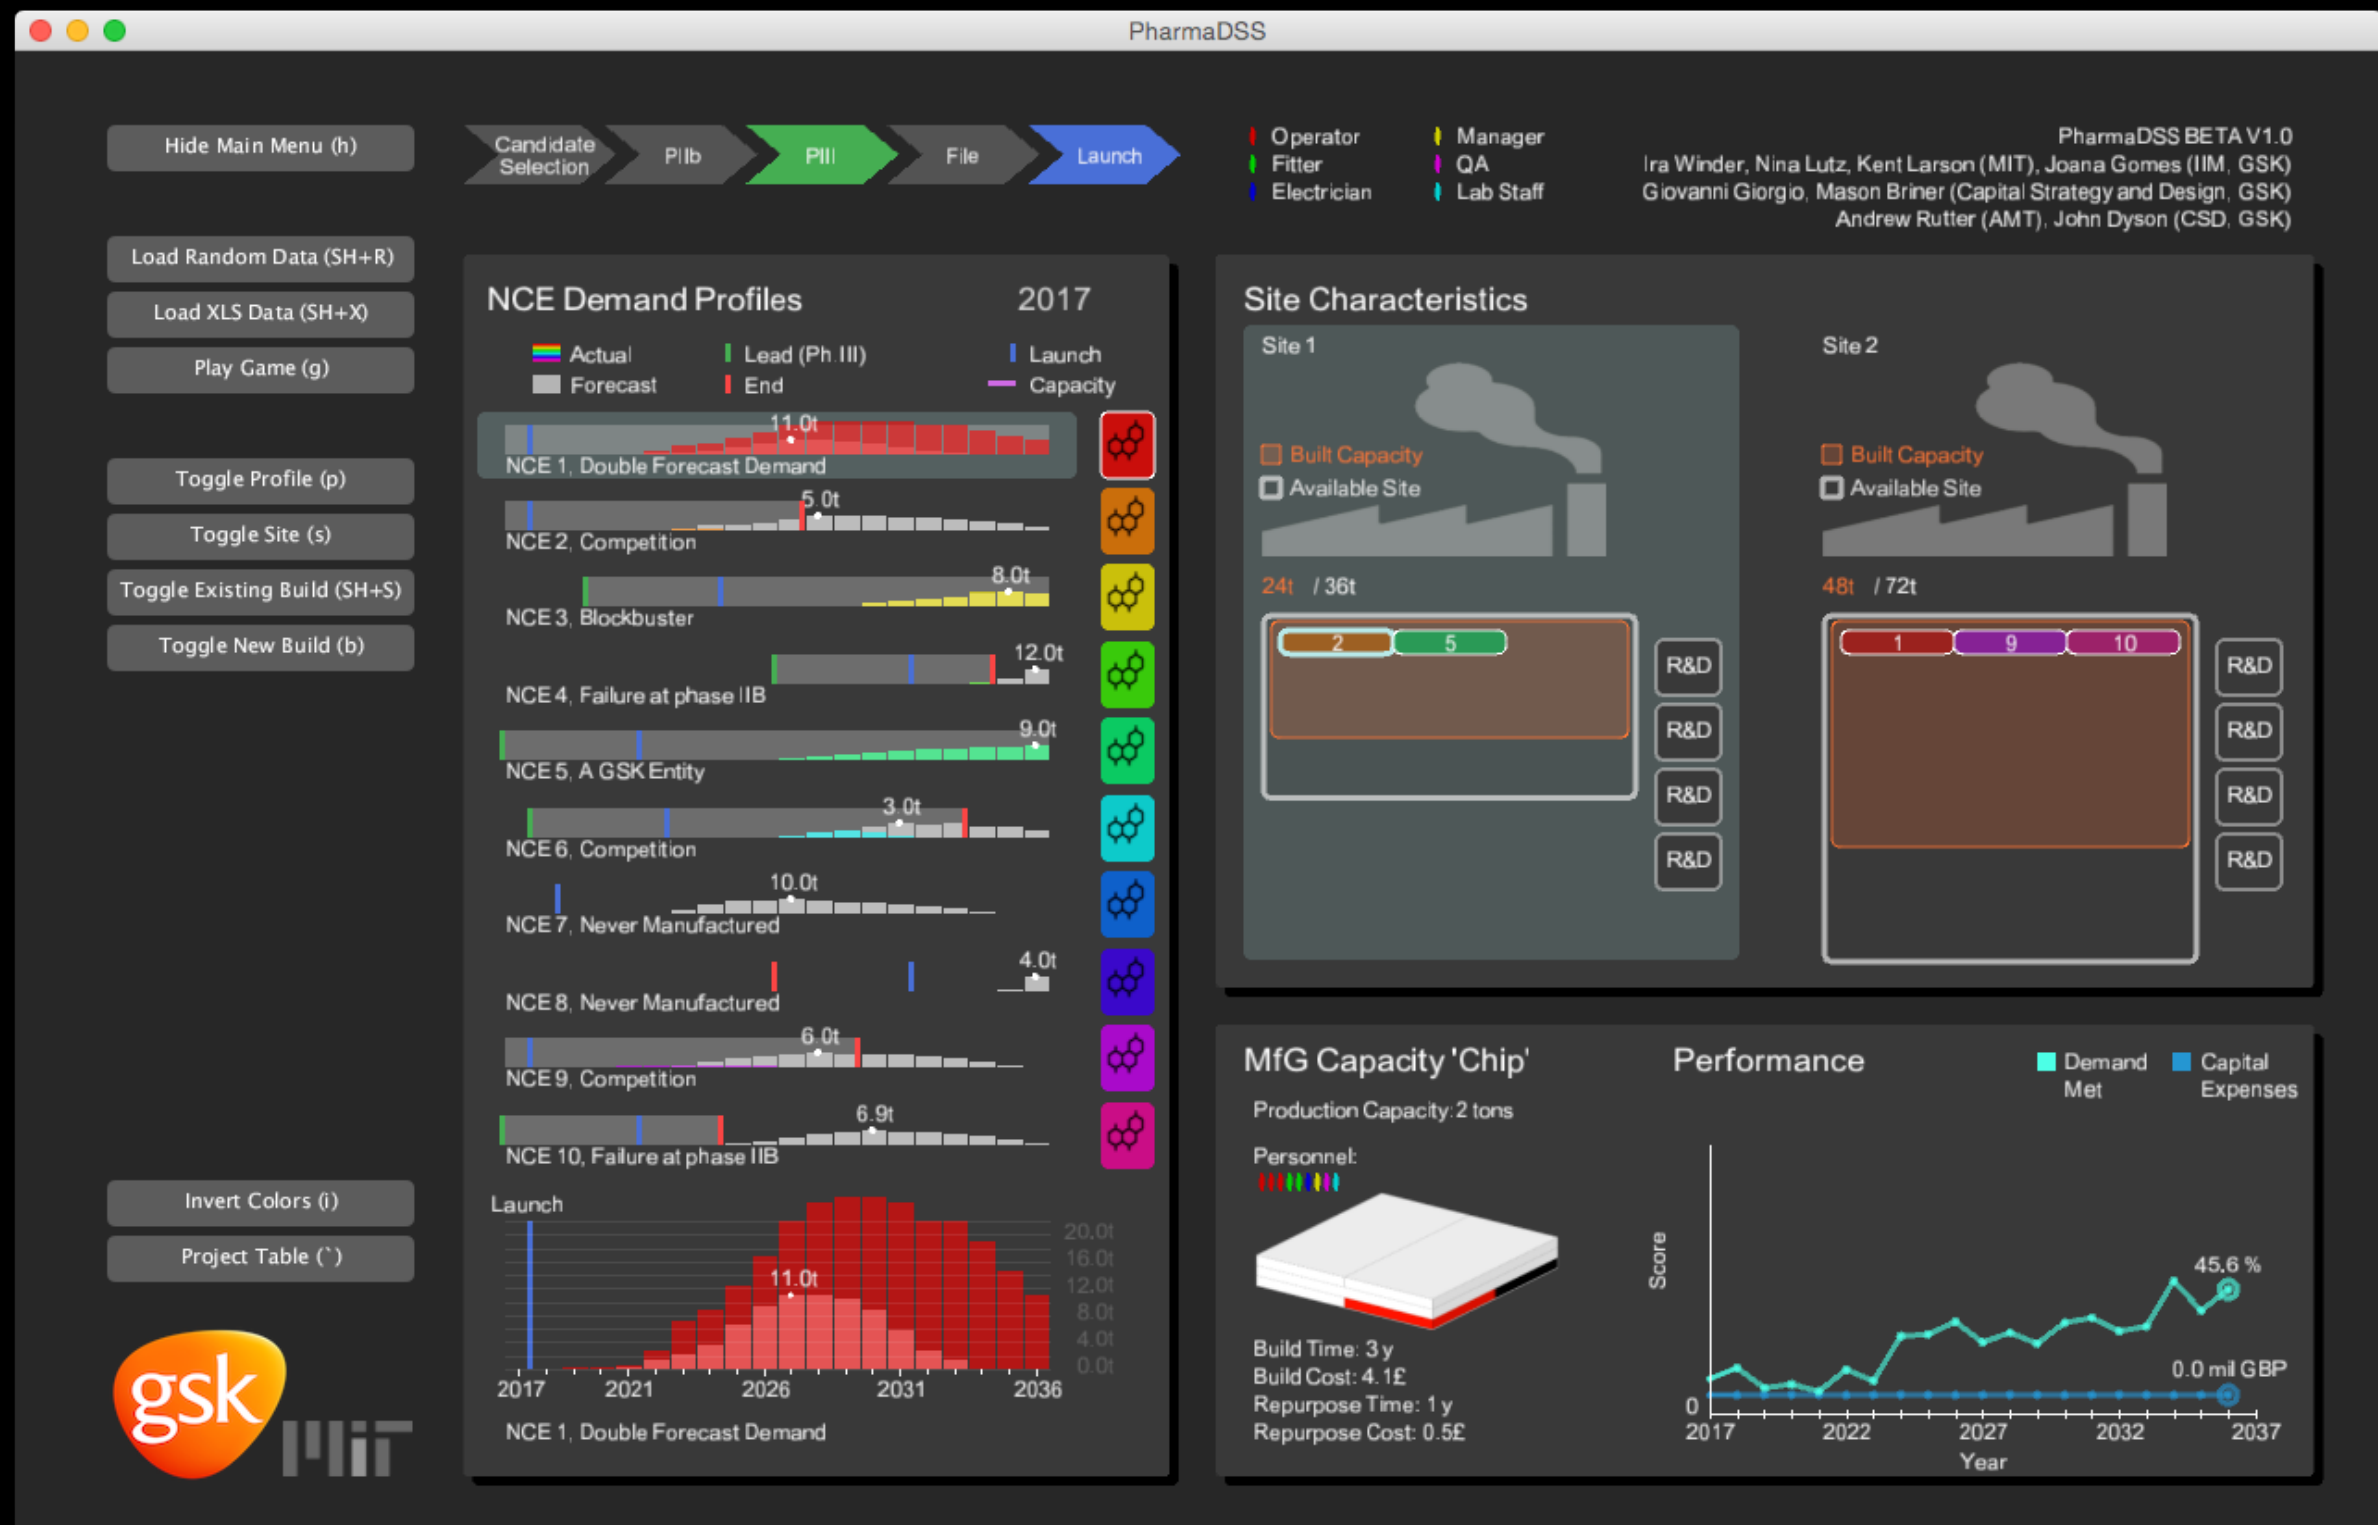 PharmaDSS
Hide Main Menu (h)
Load Random Data (SH+R)
Load XLS Data (SH+X)
Play Game (g)
Toggle Profile (p)
Toggle Site (s)
Toggle Existing Build (SH+S)
Toggle New Build (b)
Invert Colors (i)
Project Table (`)
gsk
MIT
Candidate
Selection
PIIb
PIII
File
Launch
Operator
Fitter
Electrician
Manager
QA
Lab Staff
PharmaDSS BETA V1.0
Ira Winder, Nina Lutz, Kent Larson (MIT), Joana Gomes (IIM, GSK)
Giovanni Giorgio, Mason Briner (Capital Strategy and Design, GSK)
Andrew Rutter (AMT), John Dyson (CSD, GSK)
NCE Demand Profiles
2017
Actual
Lead (Ph.III)
Launch
Forecast
End
Capacity
11.0t
NCE 1, Double Forecast Demand
5.0t
NCE 2, Competition
8.0t
NCE 3, Blockbuster
12.0t
NCE 4, Failure at phase IIB
9.0t
NCE 5, A GSK Entity
3.0t
NCE 6, Competition
10.0t
NCE 7, Never Manufactured
4.0t
NCE 8, Never Manufactured
6.0t
NCE 9, Competition
6.9t
NCE 10, Failure at phase IIB
Launch
11.0t
20.0t
16.0t
12.0t
8.0t
4.0t
0.0t
2017 2021 2026 2031 2036
NCE 1, Double Forecast Demand
Site Characteristics
Site 1
Built Capacity
Available Site
24t / 36t
2 5
R&D
R&D
R&D
R&D
Site 2
Built Capacity
Available Site
48t / 72t
1 9 10
R&D
R&D
R&D
R&D
MfG Capacity 'Chip'
Production Capacity: 2 tons
Personnel:
Build Time: 3 y
Build Cost: 4.1£
Repurpose Time: 1 y
Repurpose Cost: 0.5£
Performance
Demand
Met
Capital
Expenses
Score
45.6 %
0.0 mil GBP
0
2017 2022 2027 2032 2037
Year